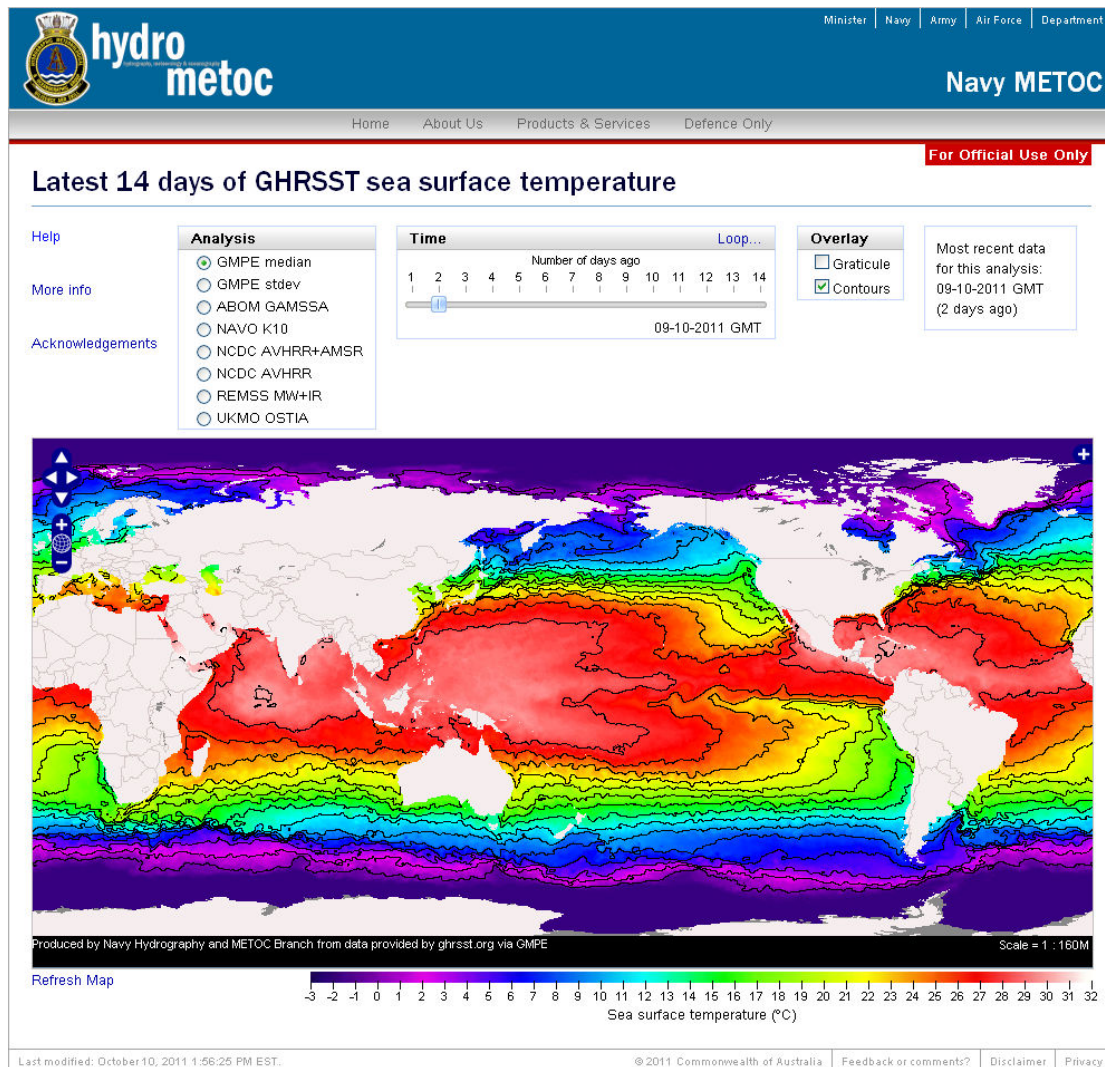 Minister Navy Army Air Force Department
hydro
hydrography, meteorology & oceanography
metoc
Navy METOC
Home About Us Products & Services Defence Only
For Official Use Only
Latest 14 days of GHRSST sea surface temperature
Help
More info
Acknowledgements
Analysis
GMPE median
GMPE stdev
ABOM GAMSSA
NAVO K10
NCDC AVHRR+AMSR
NCDC AVHRR
REMSS MW+IR
UKMO OSTIA
Time Loop...
Number of days ago
1 2 3 4 5 6 7 8 9 10 11 12 13 14
09-10-2011 GMT
Overlay
Graticule
Contours
Most recent data
for this analysis:
09-10-2011 GMT
(2 days ago)
Produced by Navy Hydrography and METOC Branch from data provided by ghrsst.org via GMPE Scale = 1 : 160M
Refresh Map
-3 -2 -1 0 1 2 3 4 5 6 7 8 9 10 11 12 13 14 15 16 17 18 19 20 21 22 23 24 25 26 27 28 29 30 31 32
Sea surface temperature (°C)
Last modified: October 10, 2011 1:56:25 PM EST.. © 2011 Commonwealth of Australia Feedback or comments? Disclaimer Privacy